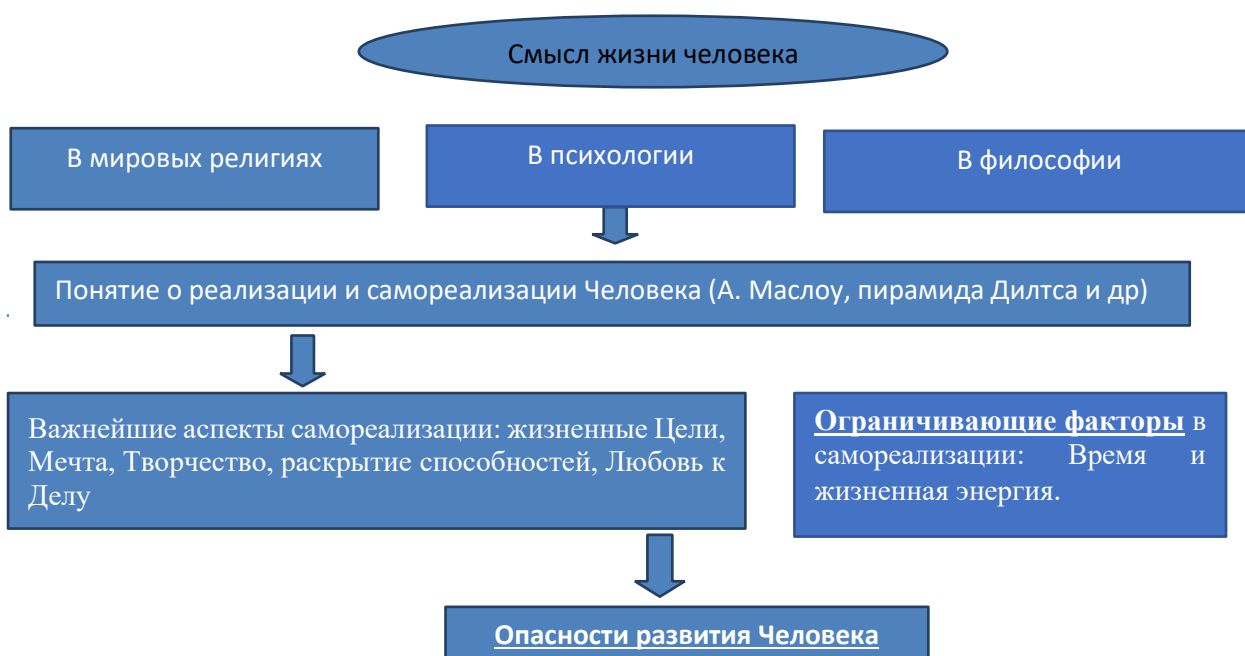 Смысл жизни человека
В мировых религиях
В психологии
В философии
Понятие о реализации и самореализации Человека (А. Маслоу, пирамида Дилтса и др)
Важнейшие аспекты самореализации: жизненные Цели,
Мечта, Творчество, раскрытие способностей, Любовь к
Делу
Ограничивающие факторы в
самореализации: Время и
жизненная энергия.
Опасности развития Человека